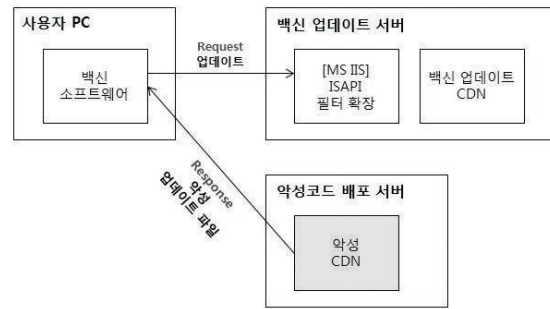 사용자 PC
백신
소프트웨어
Request
업데이트
백신 업데이트 서버
[MS IIS]
ISAPI
필터 확장
백신 업데이트
CDN
Response
악성
업데이트 파일
악성코드 배포 서버
악성
CDN